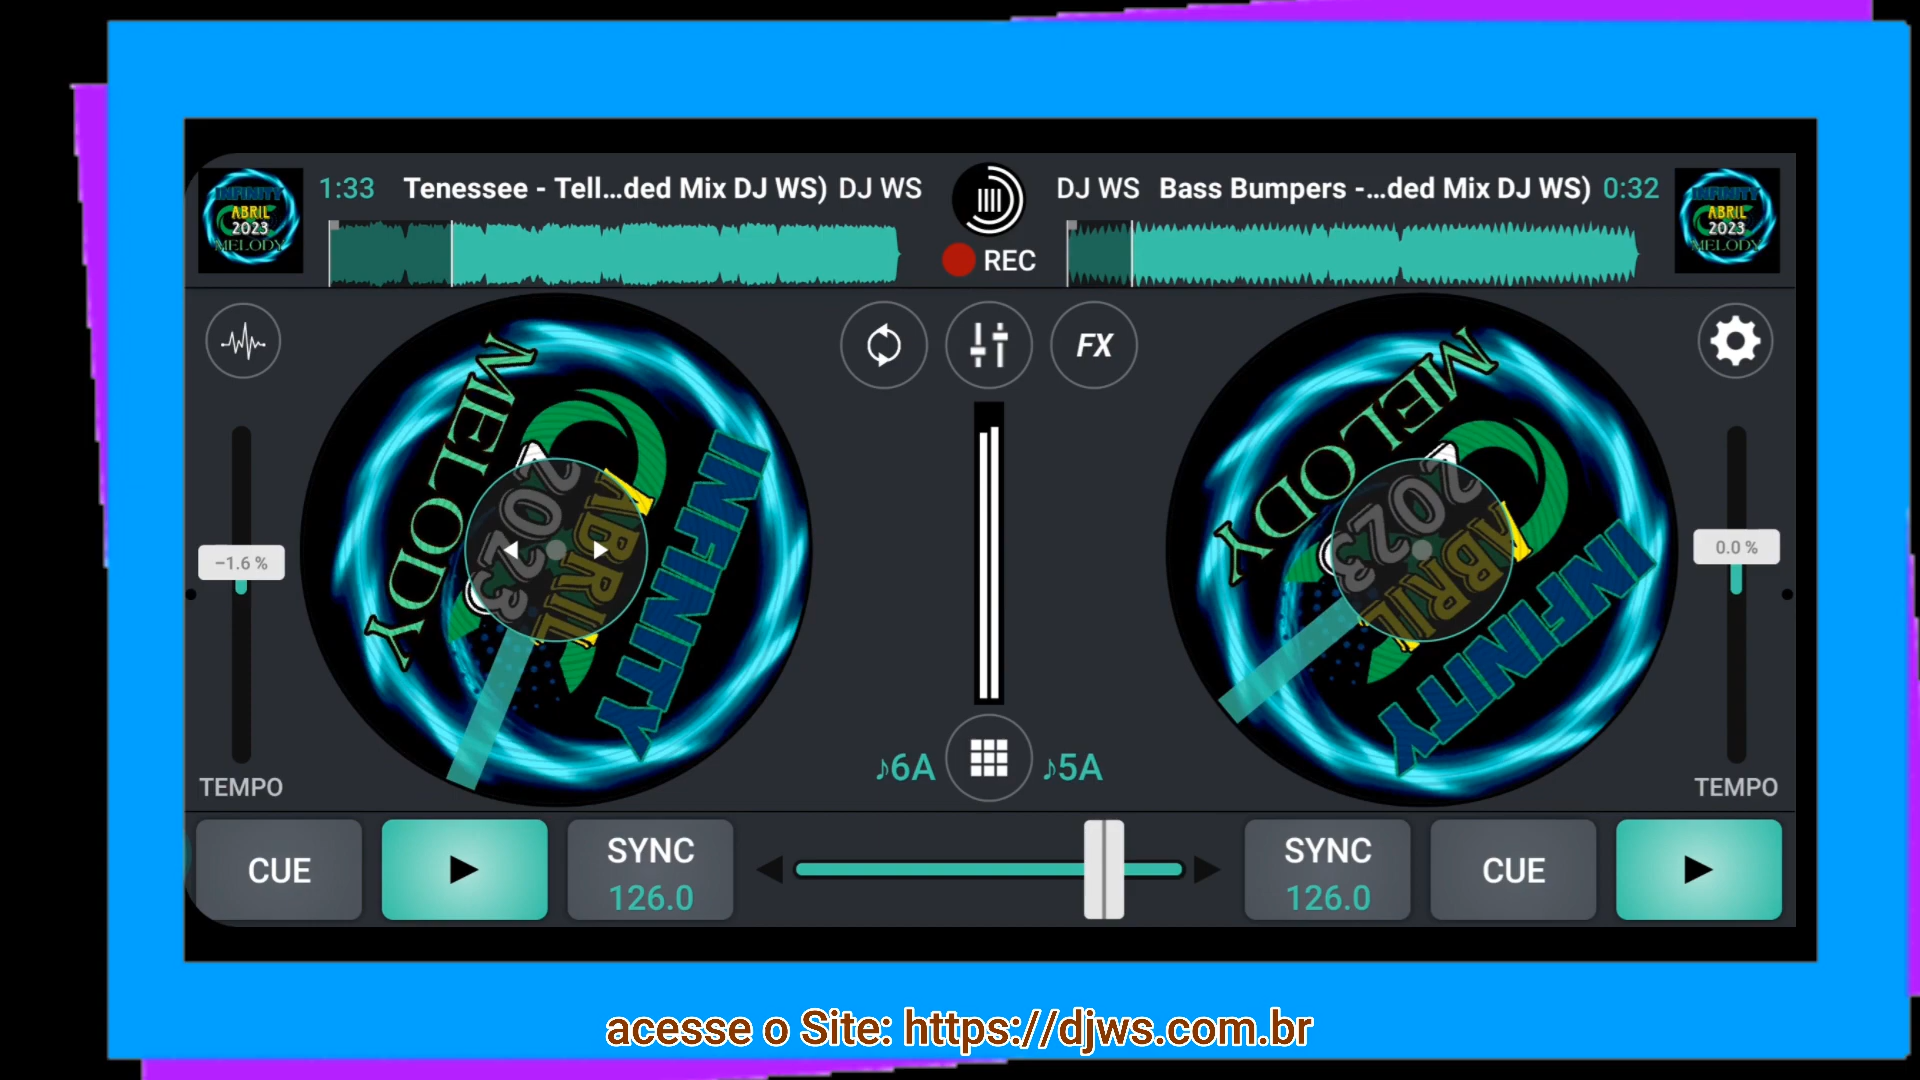 INFINITY
ABRIL
2023
MELODY
1:33 Tenessee - Tell...ded Mix DJ WS) DJ WS
REC
DJ WS Bass Bumpers -...ded Mix DJ WS) 0:32
INFINITY
ABRIL
2023
MELODY
FX
MELODY
2023
ABRIL
INFINITY
MELODY
2023
ABRIL
INFINITY
−1.6 %
0.0 %
TEMPO
♪6A
♪5A
TEMPO
CUE
SYNC
126.0
SYNC
126.0
CUE
acesse o Site: https://djws.com.br